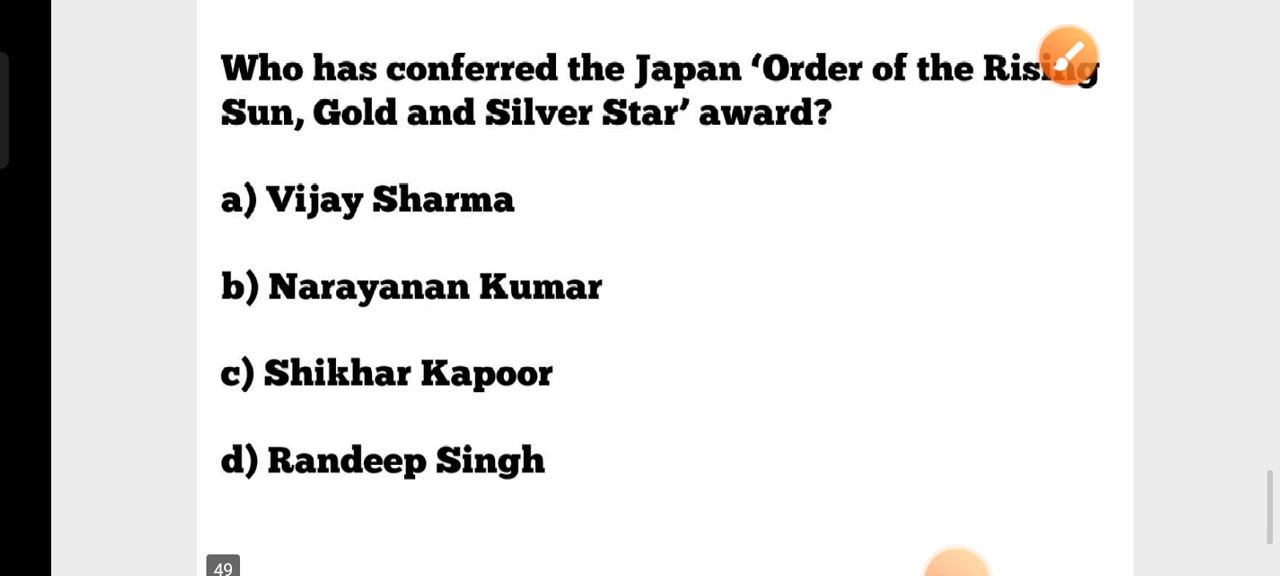 Who has conferred the Japan ‘Order of the Rising
Sun, Gold and Silver Star’ award?
a) Vijay Sharma
b) Narayanan Kumar
c) Shikhar Kapoor
d) Randeep Singh
49